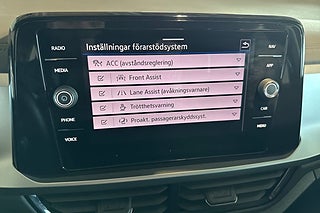 Inställningar förarstödsystem
RADIO
MEDIA
PHONE
VOICE
ACC (avståndsreglering)
Front Assist
Lane Assist (avåkningsvarnare)
Trötthetsvarning
Proakt. passagerarskyddssyst.
NAV
APP
CAR
MENU